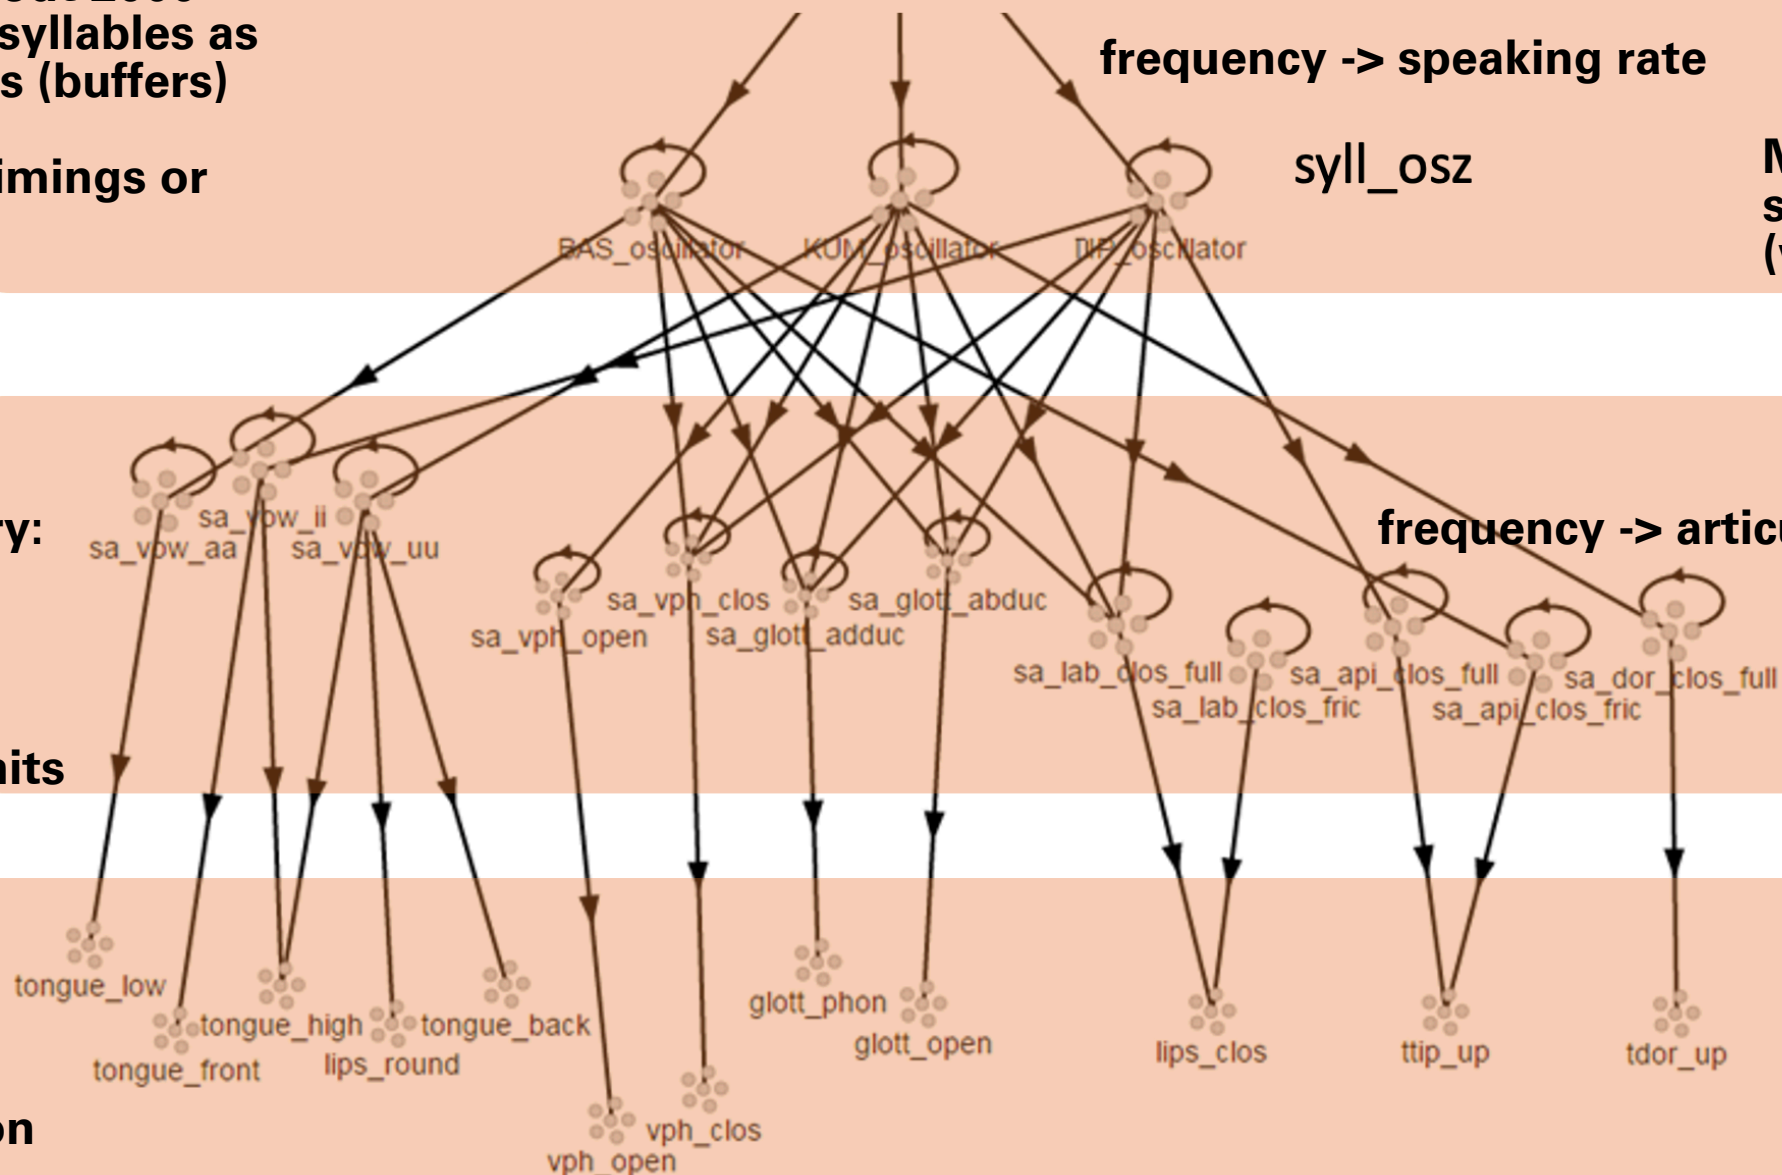 syllables as
s (buffers)
frequency -> speaking rate
imings or
syll_osz
BAS_oscillator
KUM_oscillator
TIP_oscillator
ry:
sa_vow_ii
sa_vow_aa
sa_vow_uu
frequency -> articu
sa_vph_clos
sa_glott_abduc
sa_vph_open
sa_glott_adduc
sa_lab_clos_full
sa_api_clos_full
sa_dor_clos_full
sa_lab_clos_fric
sa_api_clos_fric
nits
tongue_low
glott_phon
tongue_high
tongue_back
glott_open
lips_clos
ttip_up
tdor_up
tongue_front
lips_round
on
vph_clos
vph_open